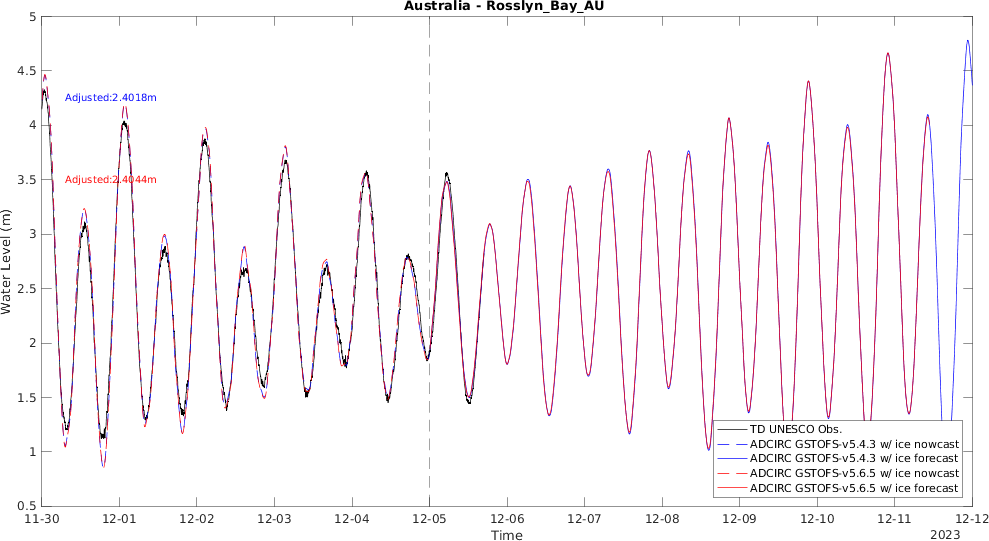 Australia - Rosslyn_Bay_AU
Water Level (m)
5
4.5
4
3.5
3
2.5
2
1.5
1
0.5
Adjusted:2.4018m
Adjusted:2.4044m
TD UNESCO Obs.
ADCIRC GSTOFS-v5.4.3 w/ ice nowcast
ADCIRC GSTOFS-v5.4.3 w/ ice forecast
ADCIRC GSTOFS-v5.6.5 w/ ice nowcast
ADCIRC GSTOFS-v5.6.5 w/ ice forecast
11-30 12-01 12-02 12-03 12-04 12-05 12-06 12-07 12-08 12-09 12-10 12-11 12-12
Time
2023